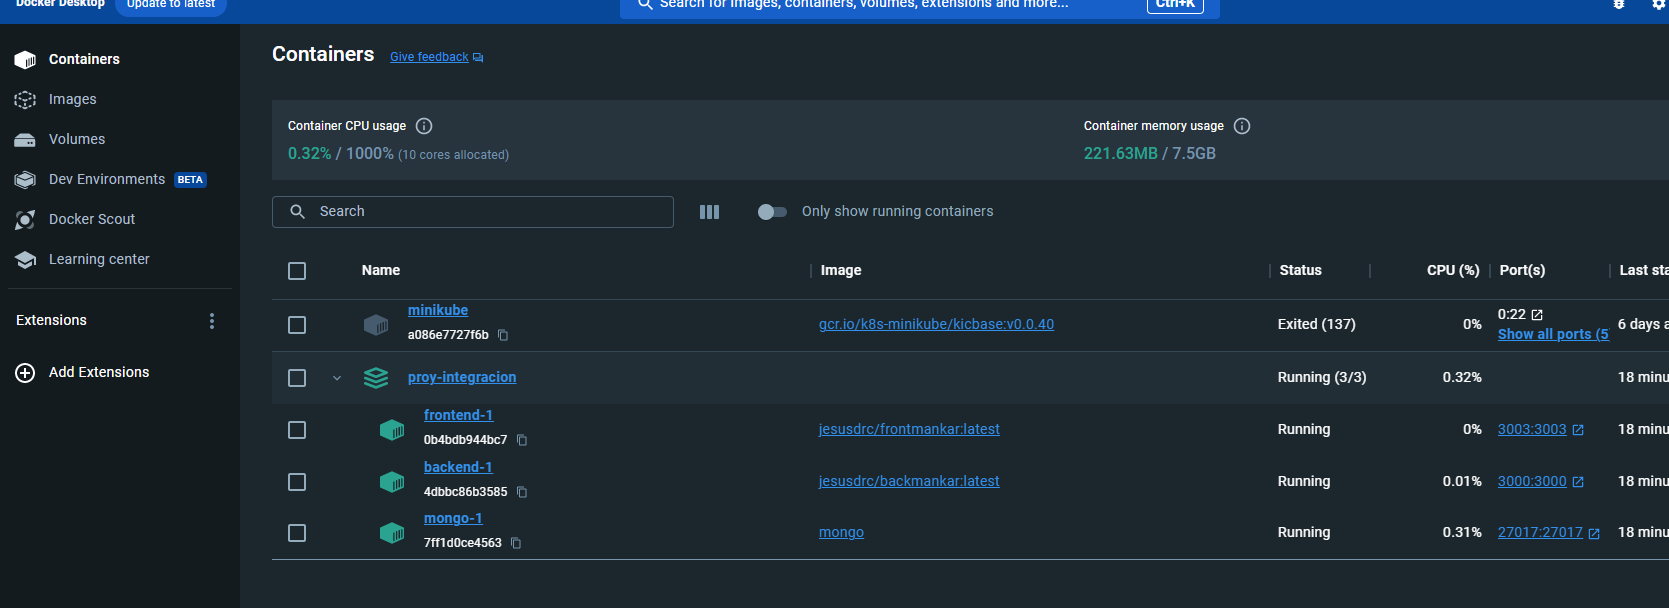 Docker Desktop Update to latest Search for images, containers, volumes, extensions and more... Ctrl+K
Containers
Images
Volumes
Dev Environments BETA
Docker Scout
Learning center
Extensions
Add Extensions
Containers Give feedback
Container CPU usage
0.32% / 1000% (10 cores allocated)
Container memory usage
221.63MB / 7.5GB
Search
Only show running containers
Name Image Status CPU (%) Port(s) Last sta
minikube
a086e7727f6b
gcr.io/k8s-minikube/kicbase:v0.0.40 Exited (137) 0% 0:22
Show all ports (5
6 days a
proy-integracion Running (3/3) 0.32% 18 minu
frontend-1
0b4bdb944bc7
jesusdrc/frontmankar:latest Running 0% 3003:3003 18 minu
backend-1
4dbbc86b3585
jesusdrc/backmankar:latest Running 0.01% 3000:3000 18 minu
mongo-1
7ff1d0ce4563
mongo Running 0.31% 27017:27017 18 minu